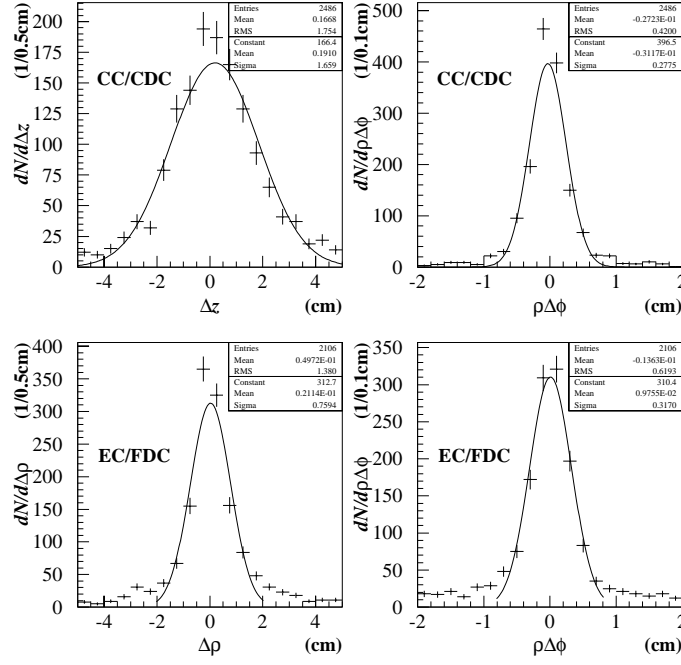 Entries 2486
Mean 0.1668
RMS 1.754
Constant 166.4
Mean 0.1910
Sigma 1.659
CC/CDC
dN/dΔz (1/0.5cm)
200
175
150
125
100
75
50
25
0
-4 -2 0 2 4
Δz (cm)
Entries 2486
Mean -0.2723E-01
RMS 0.4200
Constant 396.5
Mean -0.3117E-01
Sigma 0.2775
CC/CDC
dN/dρΔϕ (1/0.1cm)
500
400
300
200
100
0
-2 -1 0 1 2
ρΔϕ (cm)
Entries 2106
Mean 0.4972E-01
RMS 1.380
Constant 312.7
Mean 0.2114E-01
Sigma 0.7594
EC/FDC
dN/dΔρ (1/0.5cm)
400
350
300
250
200
150
100
50
0
-4 -2 0 2 4
Δρ (cm)
Entries 2106
Mean -0.1363E-01
RMS 0.6193
Constant 310.4
Mean 0.9755E-02
Sigma 0.3170
EC/FDC
dN/dρΔϕ (1/0.1cm)
350
300
250
200
150
100
50
0
-2 -1 0 1 2
ρΔϕ (cm)